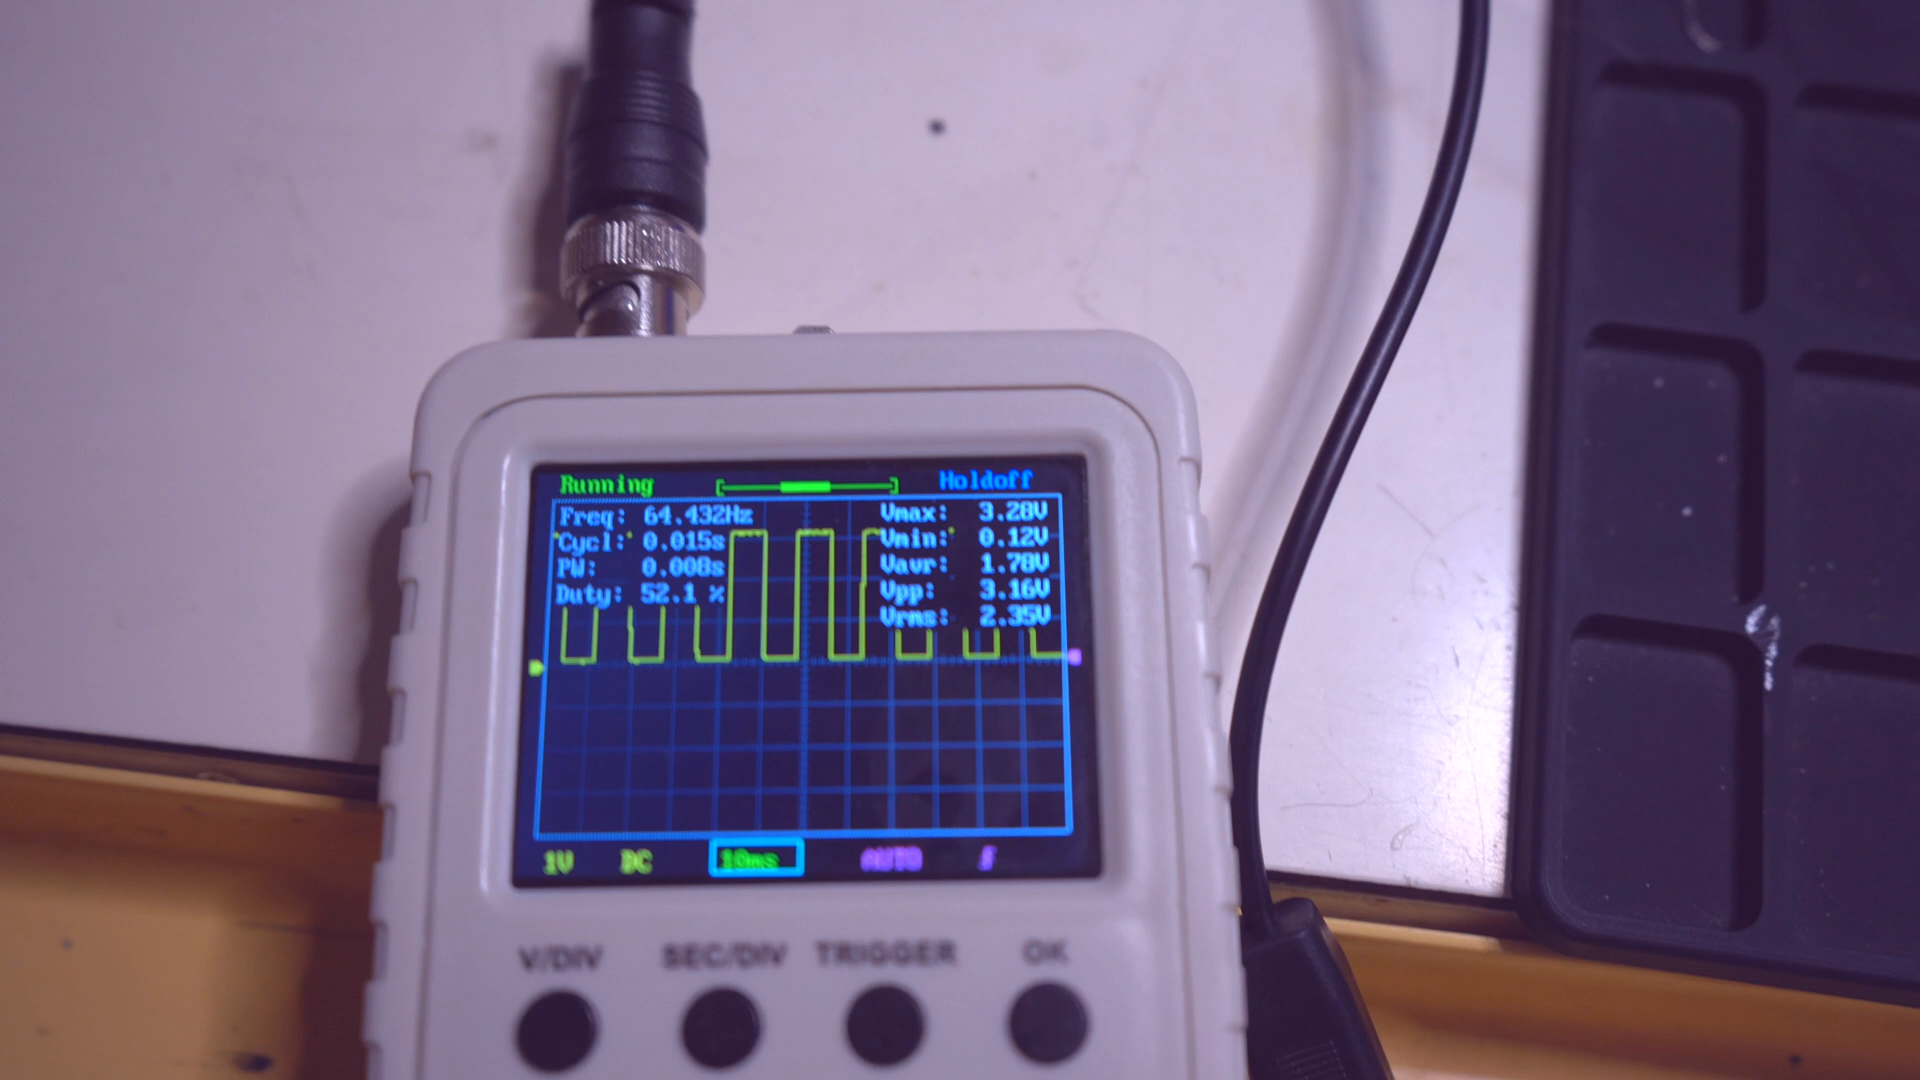 Running Holdoff
Freq: 64.432Hz Vmax: 3.28V
Cycl: 0.015s Vmin: 0.12V
PW: 0.008s Vavr: 1.78V
Duty: 52.1 % Vpp: 3.16V
Vrms: 2.35V
1V DC 10ms AUTO
V/DIV SEC/DIV TRIGGER OK